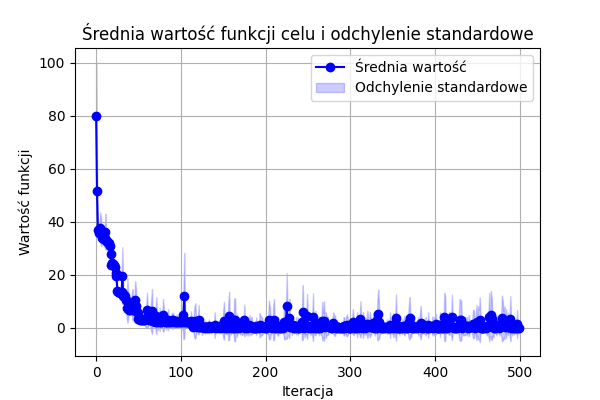 Średnia wartość funkcji celu i odchylenie standardowe
Średnia wartość
Odchylenie standardowe
Wartość funkcji
100
80
60
40
20
0
0 100 200 300 400 500
Iteracja